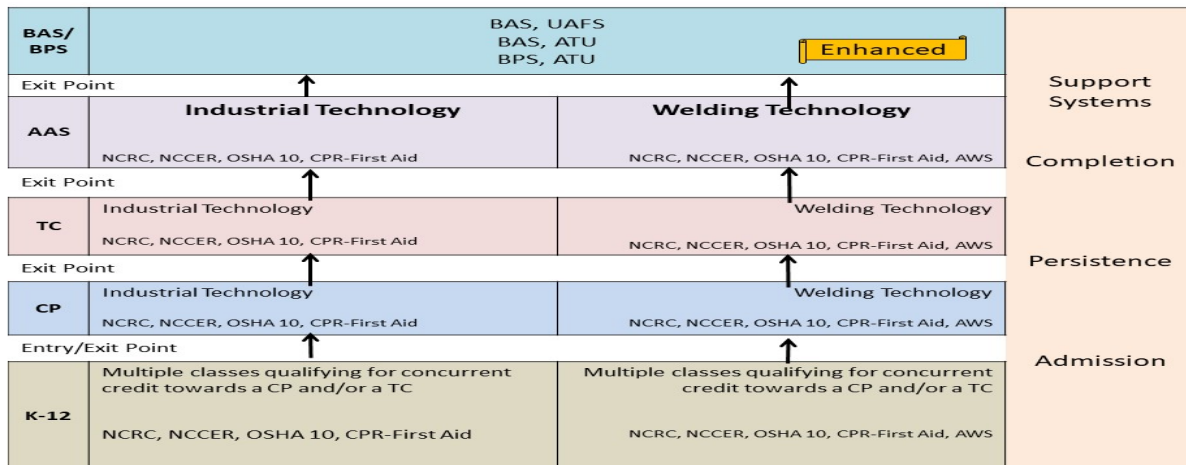 BAS/
BPS
BAS, UAFS
BAS, ATU
BPS, ATU
Enhanced
Exit Point
AAS
Industrial Technology
NCRC, NCCER, OSHA 10, CPR-First Aid
Welding Technology
NCRC, NCCER, OSHA 10, CPR-First Aid, AWS
Exit Point
TC
Industrial Technology
NCRC, NCCER, OSHA 10, CPR-First Aid
Welding Technology
NCRC, NCCER, OSHA 10, CPR-First Aid, AWS
Exit Point
CP
Industrial Technology
NCRC, NCCER, OSHA 10, CPR-First Aid
Welding Technology
NCRC, NCCER, OSHA 10, CPR-First Aid, AWS
Entry/Exit Point
K-12
Multiple classes qualifying for concurrent
credit towards a CP and/or a TC
NCRC, NCCER, OSHA 10, CPR-First Aid
Multiple classes qualifying for concurrent
credit towards a CP and/or a TC
NCRC, NCCER, OSHA 10, CPR-First Aid, AWS
Support
Systems
Completion
Persistence
Admission